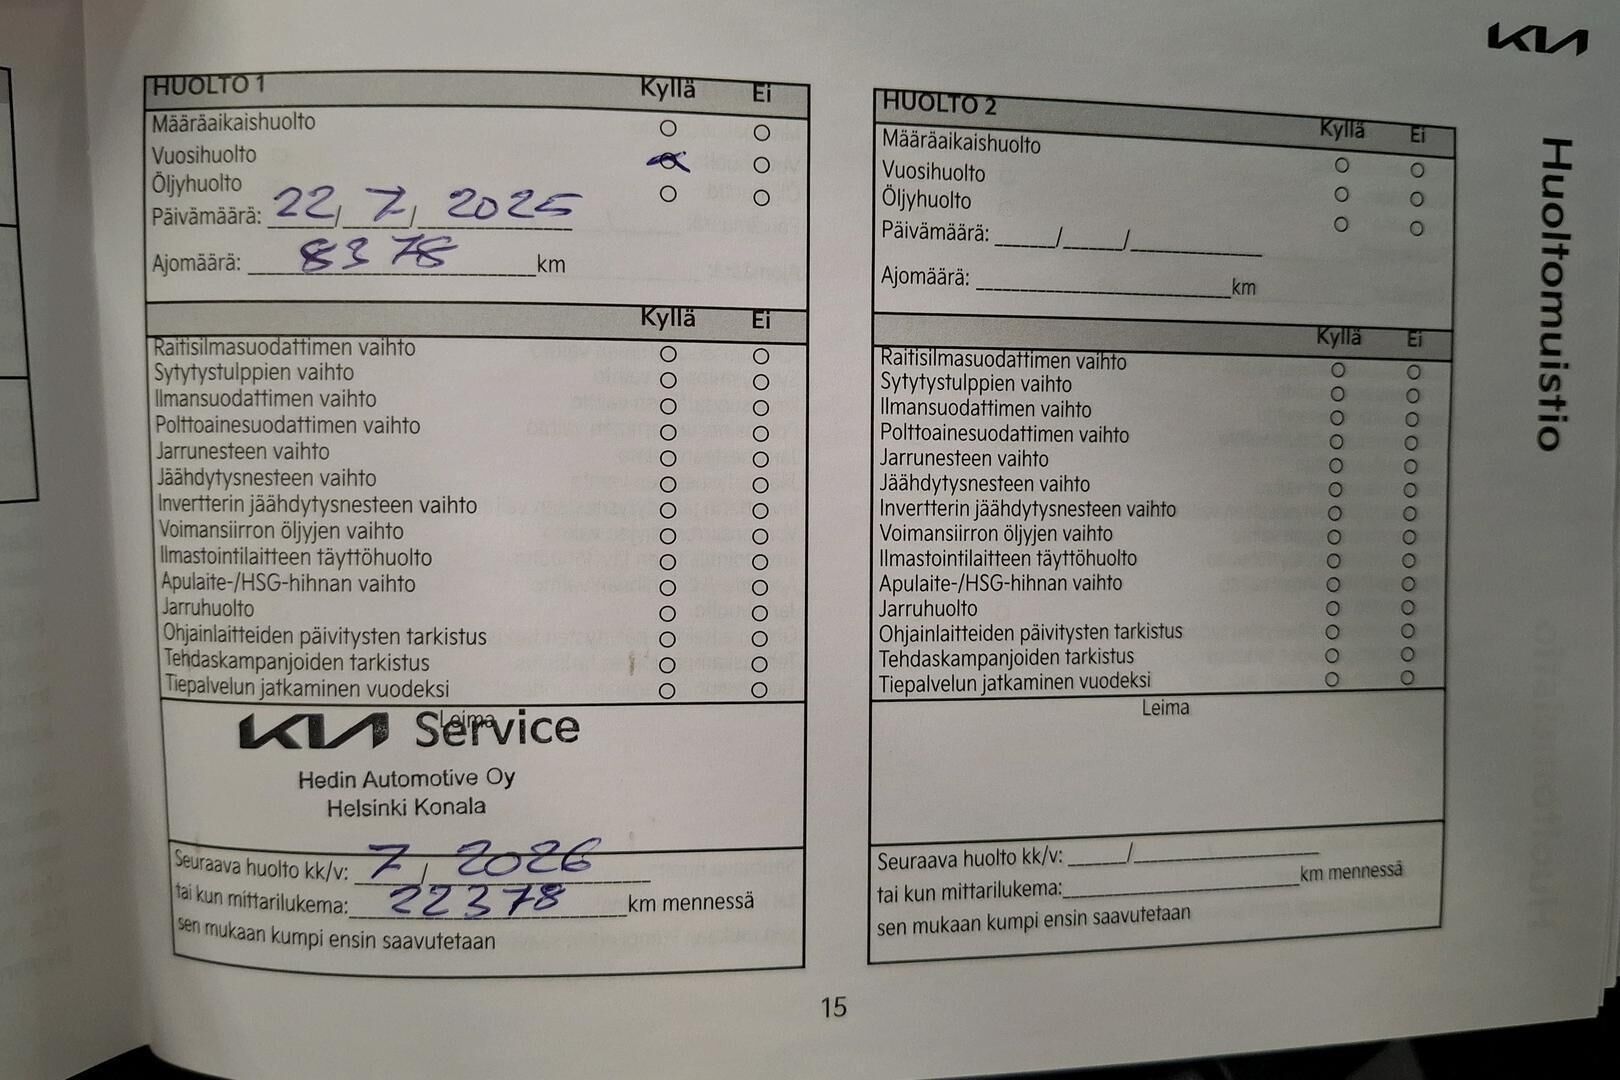 KIA
Huoltomuistio
HUOLTO 1 Kyllä Ei
Määräaikaishuolto
Vuosihuolto
Öljyhuolto
Päivämäärä: 22/ 7/ 2025
Ajomäärä: 8378 km
Kyllä Ei
Raitisilmasuodattimen vaihto
Sytytystulppien vaihto
Ilmansuodattimen vaihto
Polttoainesuodattimen vaihto
Jarrunesteen vaihto
Jäähdytysnesteen vaihto
Invertterin jäähdytysnesteen vaihto
Voimansiirron öljyjen vaihto
Ilmastointilaitteen täyttöhuolto
Apulaite-/HSG-hihnan vaihto
Jarruhuolto
Ohjainlaitteiden päivitysten tarkistus
Tehdaskampanjoiden tarkistus
Tiepalvelun jatkaminen vuodeksi
Leima
KIA Service
Hedin Automotive Oy
Helsinki Konala
Seuraava huolto kk/v: 7/ 2026
tai kun mittarilukema: 22378 km mennessä
sen mukaan kumpi ensin saavutetaan
HUOLTO 2 Kyllä Ei
Määräaikaishuolto
Vuosihuolto
Öljyhuolto
Päivämäärä: _____/_____/__________
Ajomäärä: ____________________km
Kyllä Ei
Raitisilmasuodattimen vaihto
Sytytystulppien vaihto
Ilmansuodattimen vaihto
Polttoainesuodattimen vaihto
Jarrunesteen vaihto
Jäähdytysnesteen vaihto
Invertterin jäähdytysnesteen vaihto
Voimansiirron öljyjen vaihto
Ilmastointilaitteen täyttöhuolto
Apulaite-/HSG-hihnan vaihto
Jarruhuolto
Ohjainlaitteiden päivitysten tarkistus
Tehdaskampanjoiden tarkistus
Tiepalvelun jatkaminen vuodeksi
Leima
Seuraava huolto kk/v: _____/_______________
tai kun mittarilukema:____________________km mennessä
sen mukaan kumpi ensin saavutetaan
15